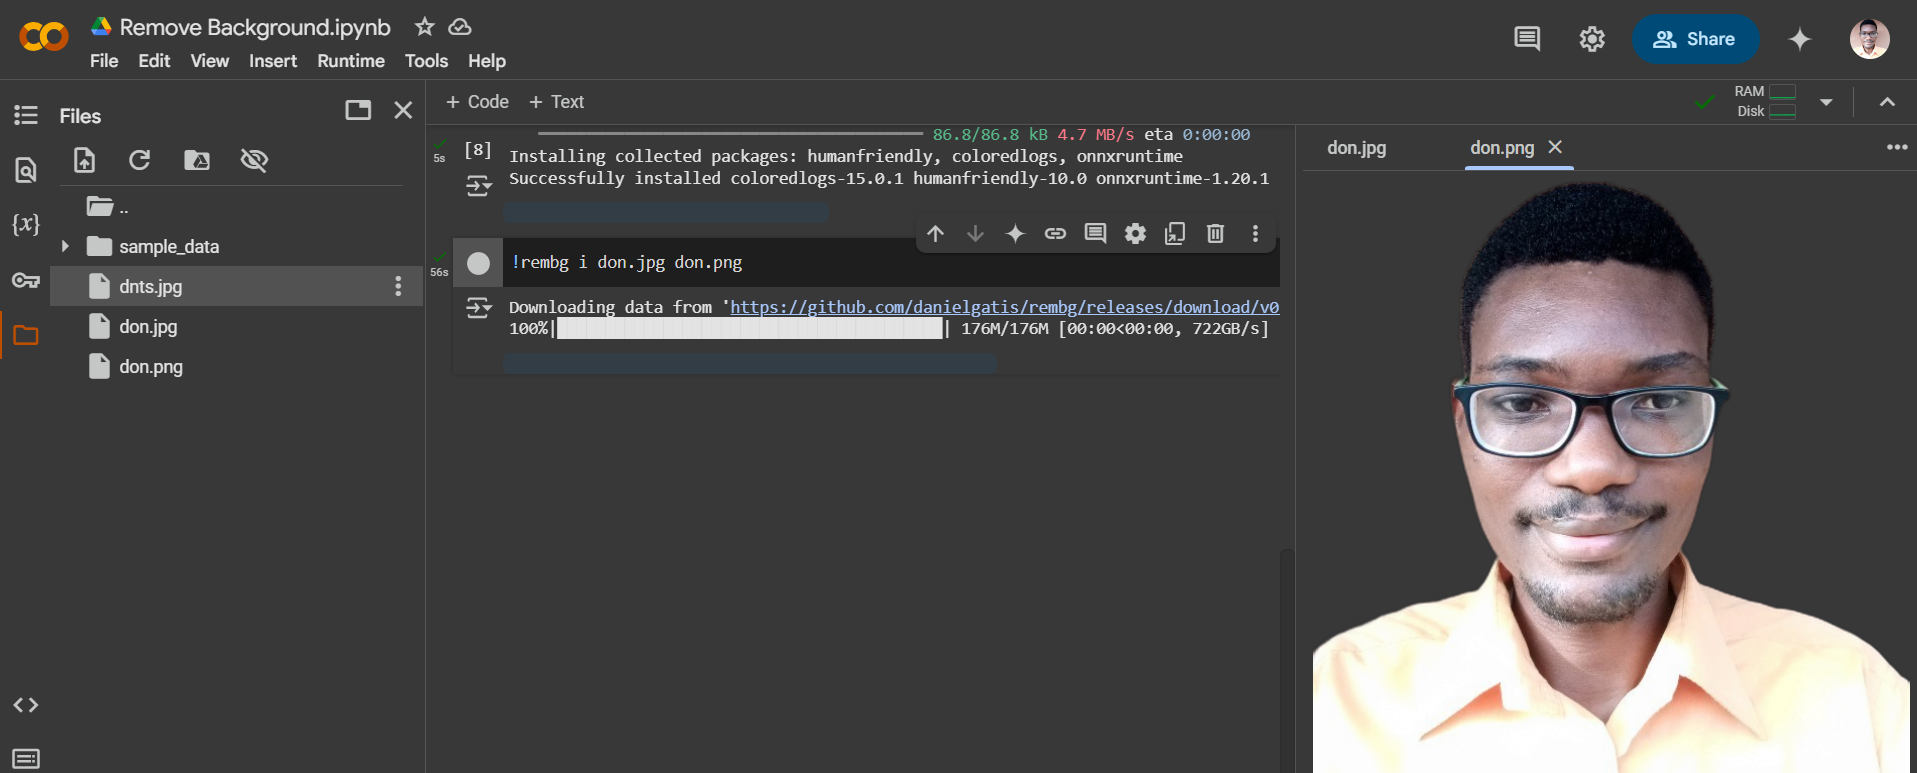 Remove Background.ipynb
File Edit View Insert Runtime Tools Help
Share
Files
+ Code + Text
RAM
Disk
..
sample_data
dnts.jpg
don.jpg
don.png
{x}
5s
[8]
86.8/86.8 kB 4.7 MB/s eta 0:00:00
Installing collected packages: humanfriendly, coloredlogs, onnxruntime
Successfully installed coloredlogs-15.0.1 humanfriendly-10.0 onnxruntime-1.20.1
56s
!rembg i don.jpg don.png
Downloading data from 'https://github.com/danielgatis/rembg/releases/download/v0
100%| | 176M/176M [00:00<00:00, 722GB/s]
don.jpg don.png